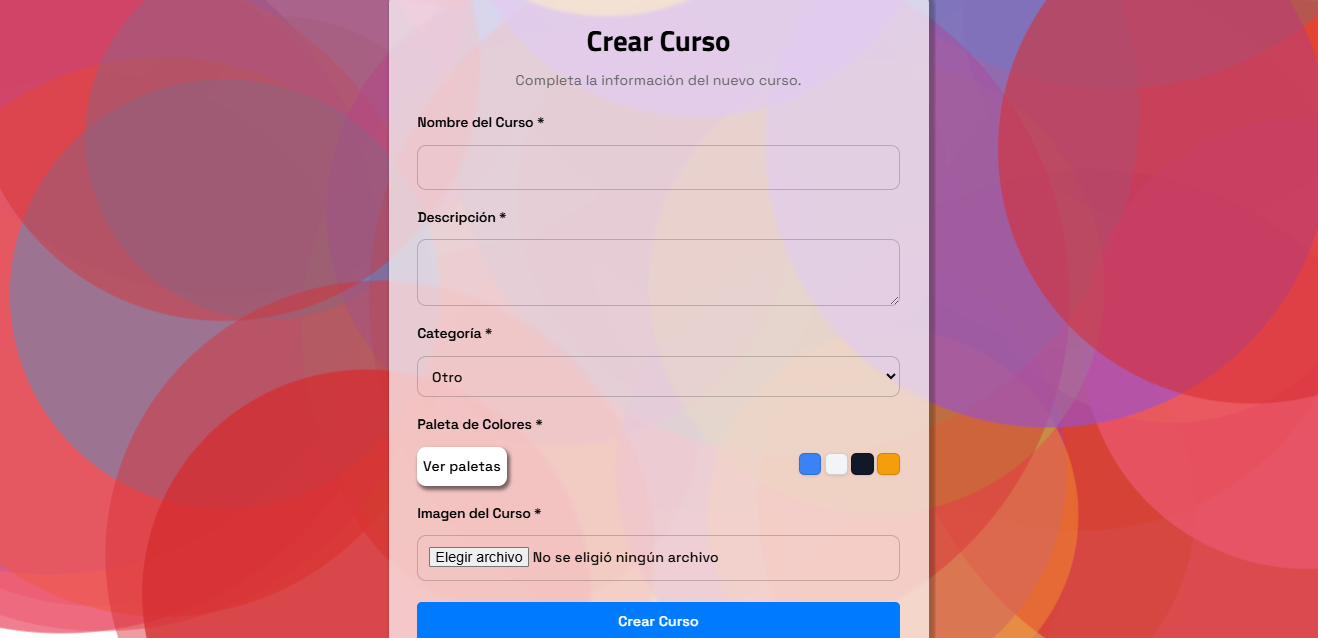 Crear Curso
Completa la información del nuevo curso.
Nombre del Curso *
Descripción *
Categoría *
Otro
Paleta de Colores *
Ver paletas
Imagen del Curso *
Elegir archivo No se eligió ningún archivo
Crear Curso